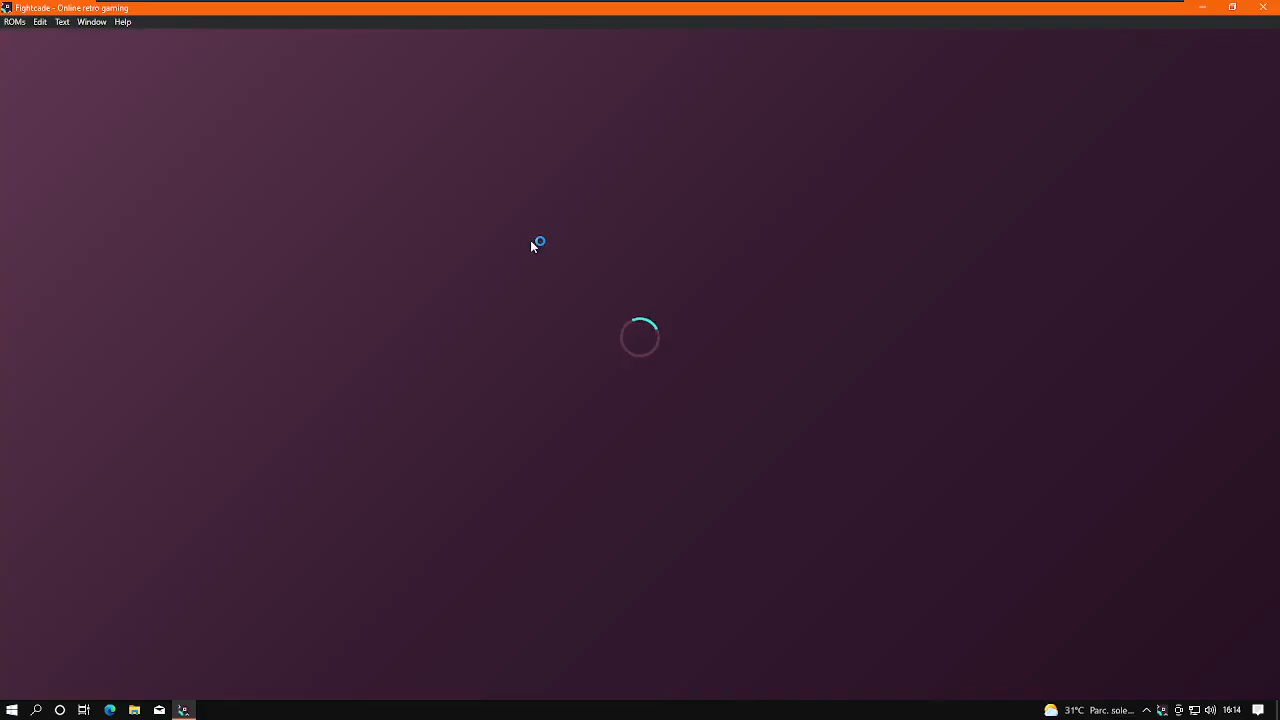 Fightcade - Online retro gaming
ROMs Edit Text Window Help
31°C Parc. sole... 16:14